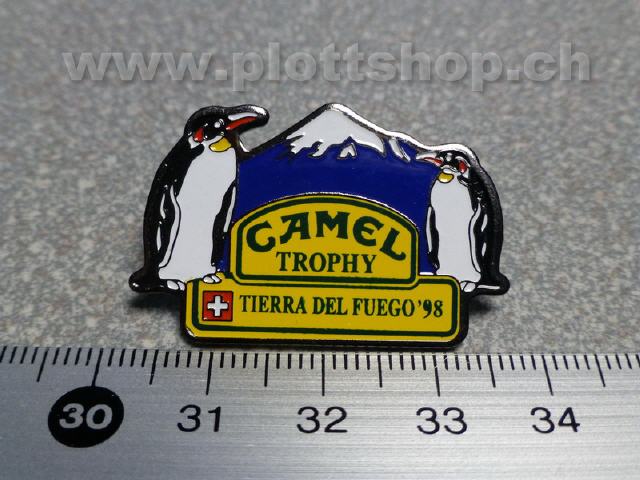 www.plottshop.ch
CAMEL
TROPHY
TIERRA DEL FUEGO '98
30 31 32 33 34